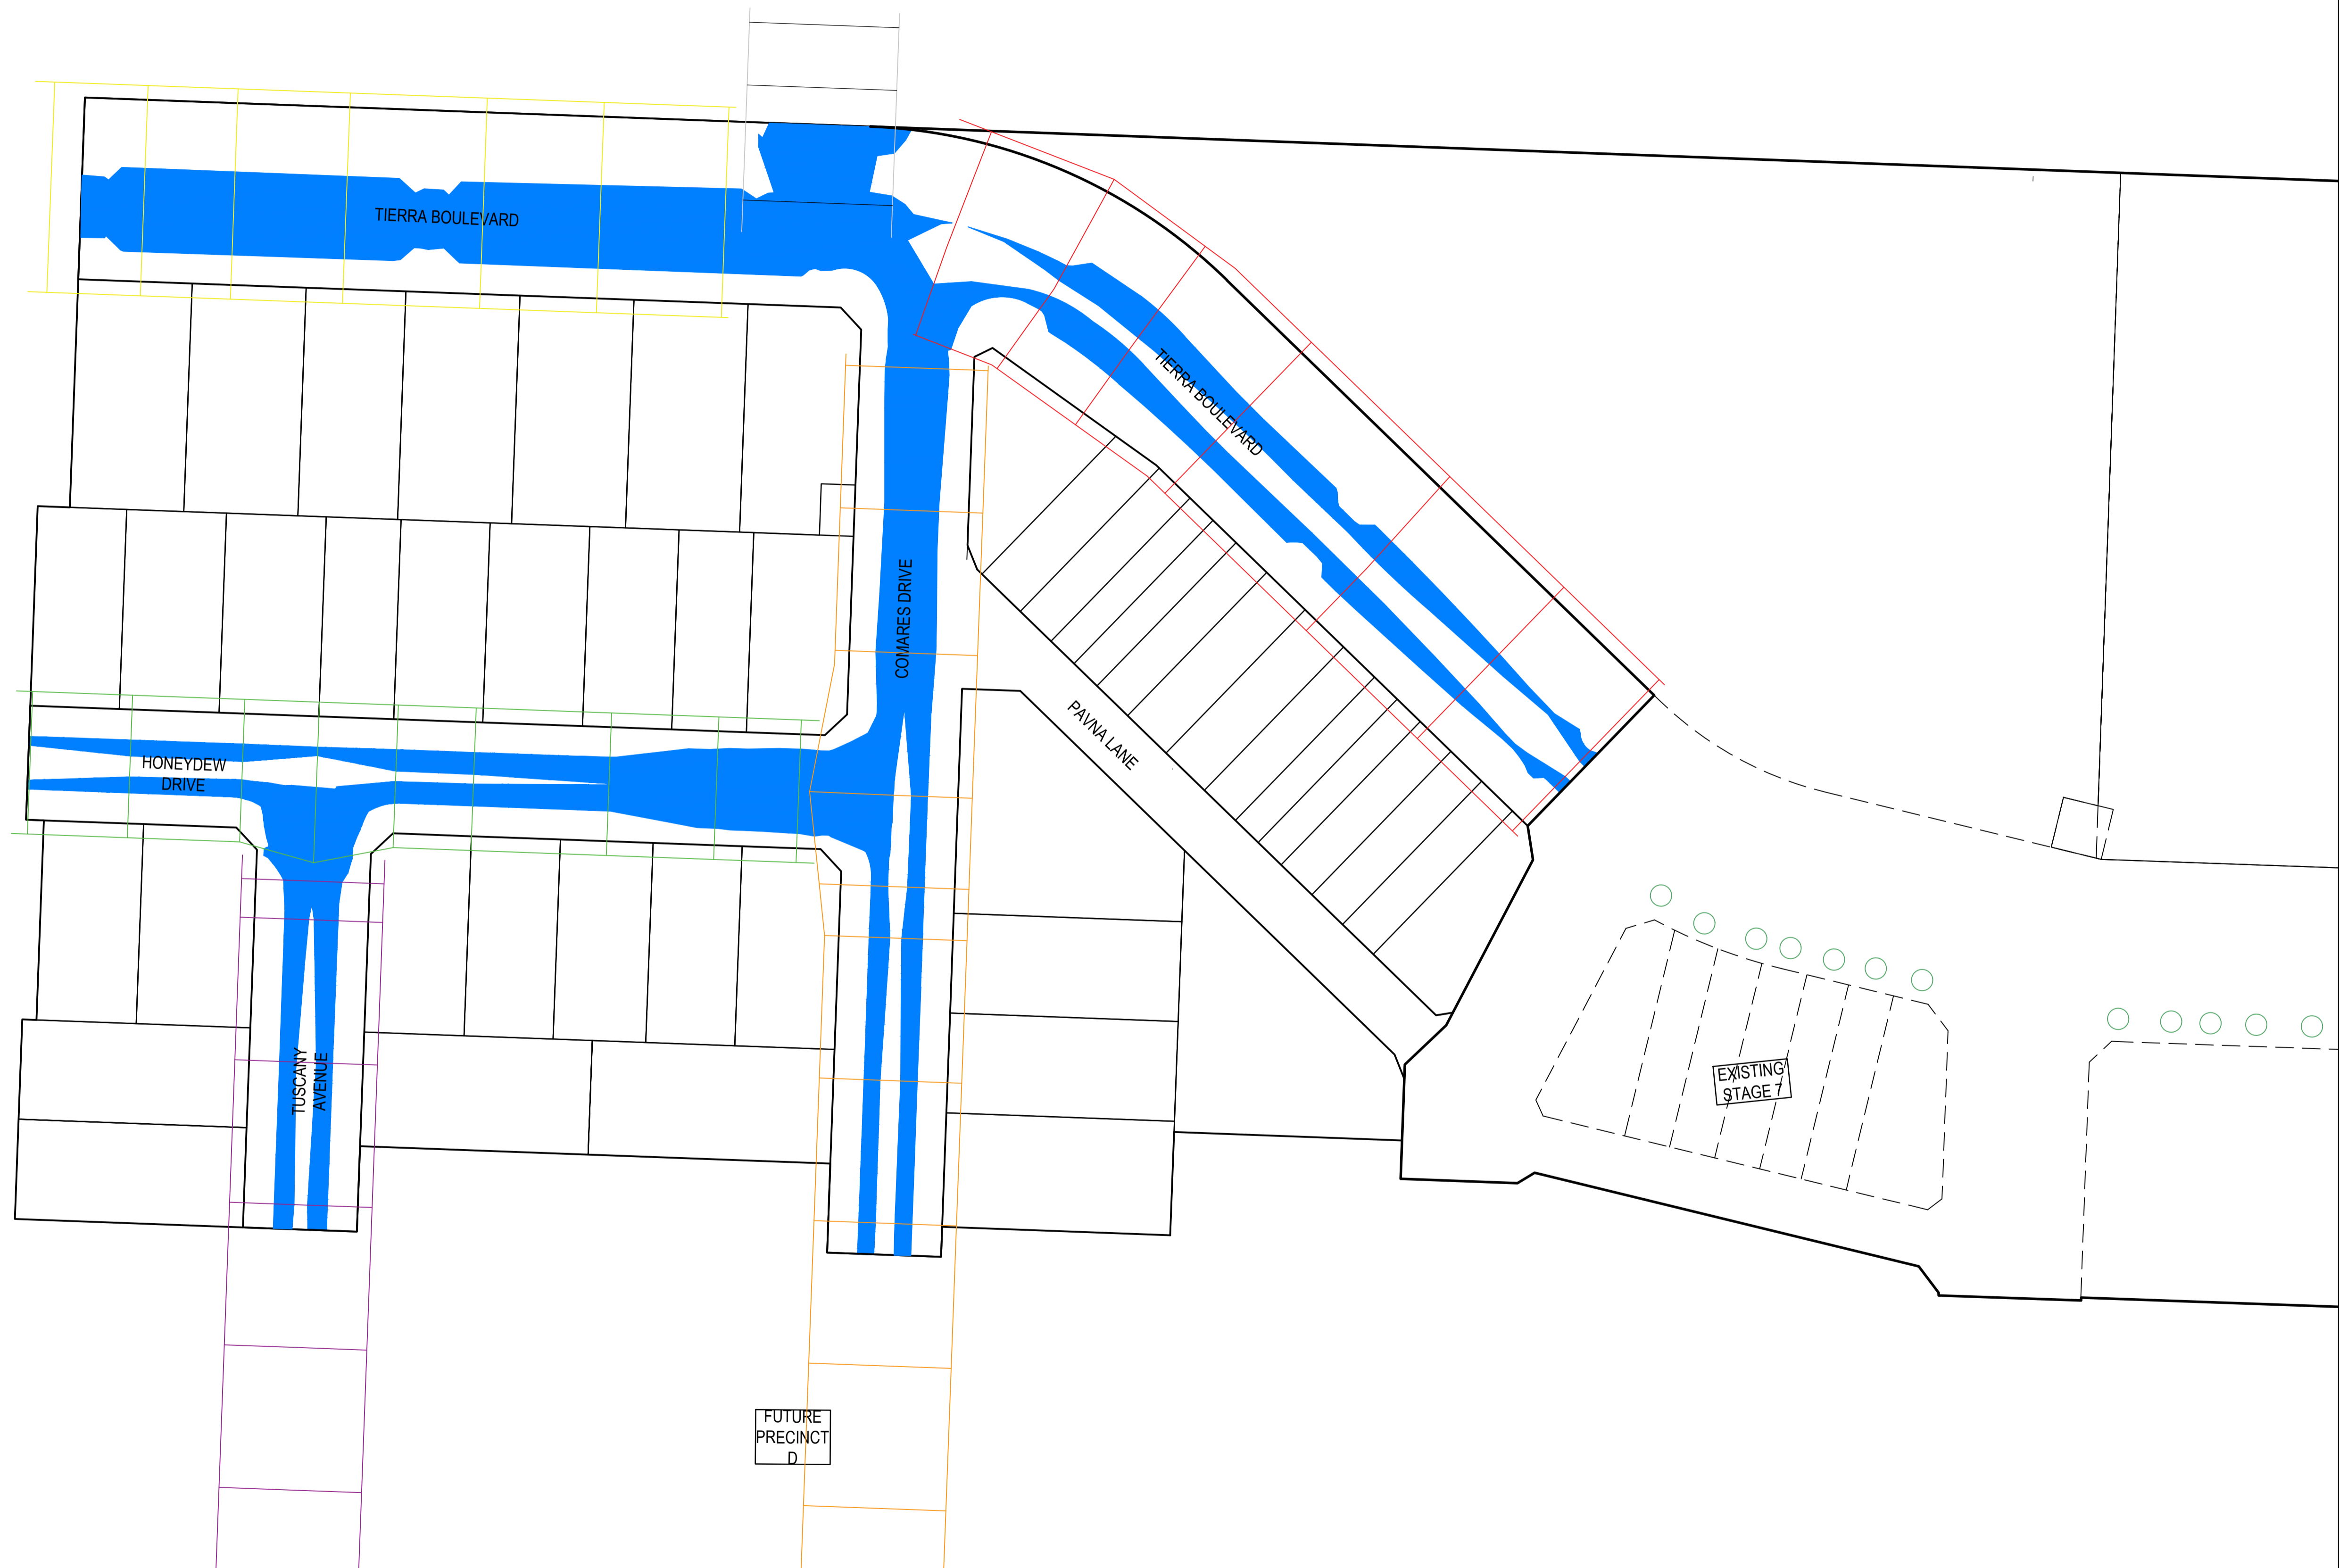 TIERRA BOULEVARD
TIERRA BOULEVARD
COMARES DRIVE
PAVNA LANE
HONEYDEW
DRIVE
TUSCANY
AVENUE
EXISTING
STAGE 7
FUTURE
PRECINCT
D